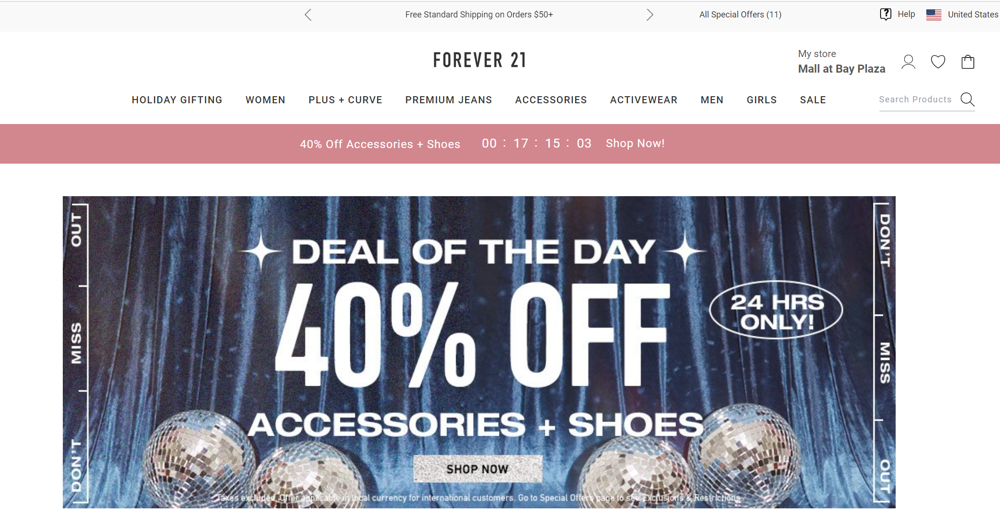 Free Standard Shipping on Orders $50+
All Special Offers (11)
Help
United States
FOREVER 21
My store
Mall at Bay Plaza
HOLIDAY GIFTING
WOMEN
PLUS + CURVE
PREMIUM JEANS
ACCESSORIES
ACTIVEWEAR
MEN
GIRLS
SALE
Search Products
40% Off Accessories + Shoes
00 : 17 : 15 : 03
Shop Now!
DON'T MISS OUT
DEAL OF THE DAY
40% OFF
24 HRS
ONLY!
ACCESSORIES + SHOES
SHOP NOW
Taxes excluded. Offer applicable in local currency for international customers. Go to Special Offers page to see Exclusions & Restrictions.
DON'T MISS OUT